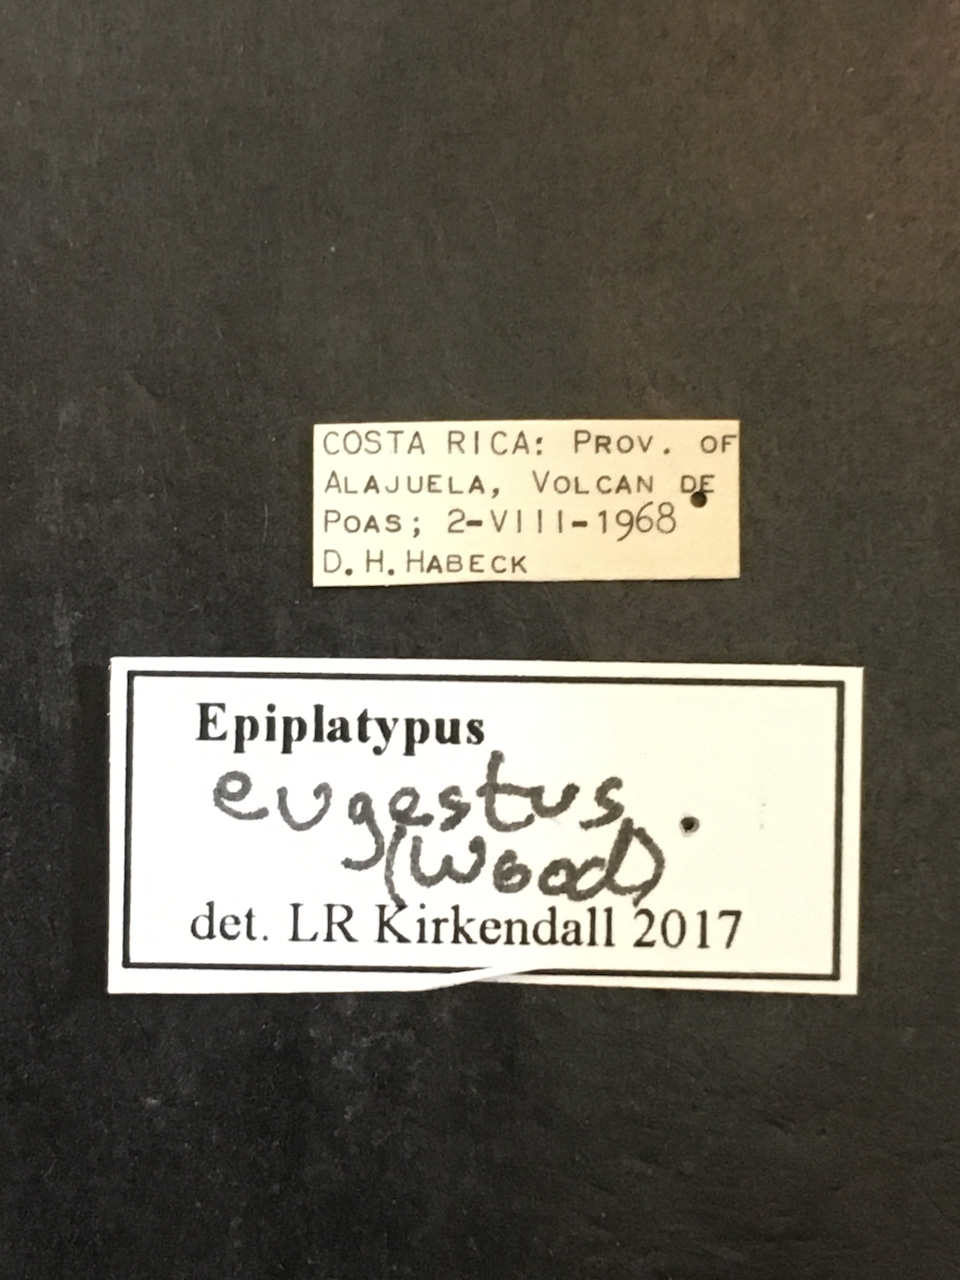 COSTA RICA: PROV. OF
ALAJUELA, VOLCAN DE
POAS; 2-VIII-1968
D. H. HABECK
Epiplatypus
eugestus
(Wood)
det. LR Kirkendall 2017